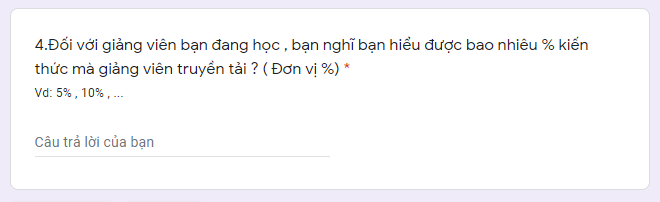 4.Đối với giảng viên bạn đang học , bạn nghĩ bạn hiểu được bao nhiêu % kiến
thức mà giảng viên truyền tải ? ( Đơn vị %) *
Vd: 5% , 10% , ...
Câu trả lời của bạn